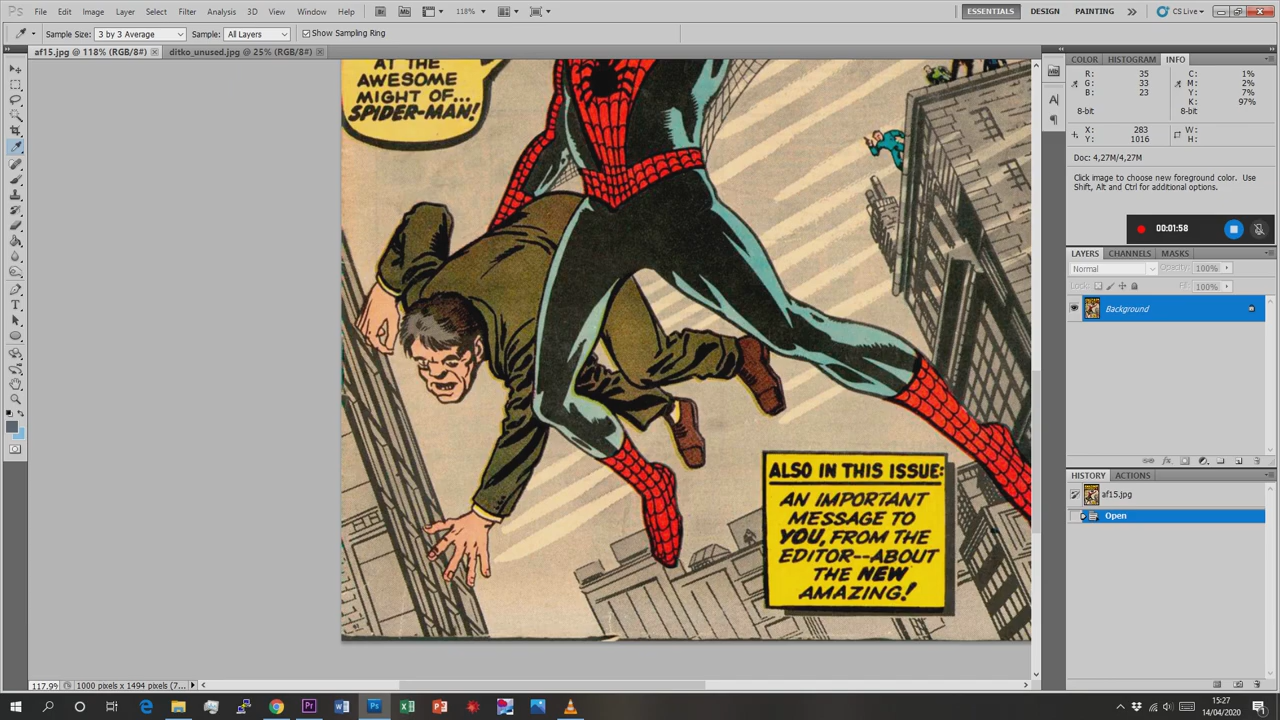 Ps File Edit Image Layer Select Filter Analysis 3D View Window Help Br Mb 118% ESSENTIALS DESIGN PAINTING CS Live
Sample Size: 3 by 3 Average Sample: All Layers Show Sampling Ring
af15.jpg @ 118% (RGB/8#) ditko_unused.jpg @ 25% (RGB/8#)
AT THE
AWESOME
MIGHT OF...
SPIDER-MAN!
ALSO IN THIS ISSUE:
AN IMPORTANT
MESSAGE TO
YOU, FROM THE
EDITOR--ABOUT
THE NEW
AMAZING!
COLOR HISTOGRAM INFO
R: 35 C: 1%
G: 33 M: 2%
B: 23 Y: 7%
K: 97%
8-bit 8-bit
X: 283 W:
Y: 1016 H:
Doc: 4,27M/4,27M
Click image to choose new foreground color. Use
Shift, Alt and Ctrl for additional options.
00:01:58
LAYERS CHANNELS MASKS
Normal Opacity: 100%
Lock: Fill: 100%
Background
HISTORY ACTIONS
af15.jpg
Open
117.99 1000 pixels x 1494 pixels (7...
15:27
14/04/2020